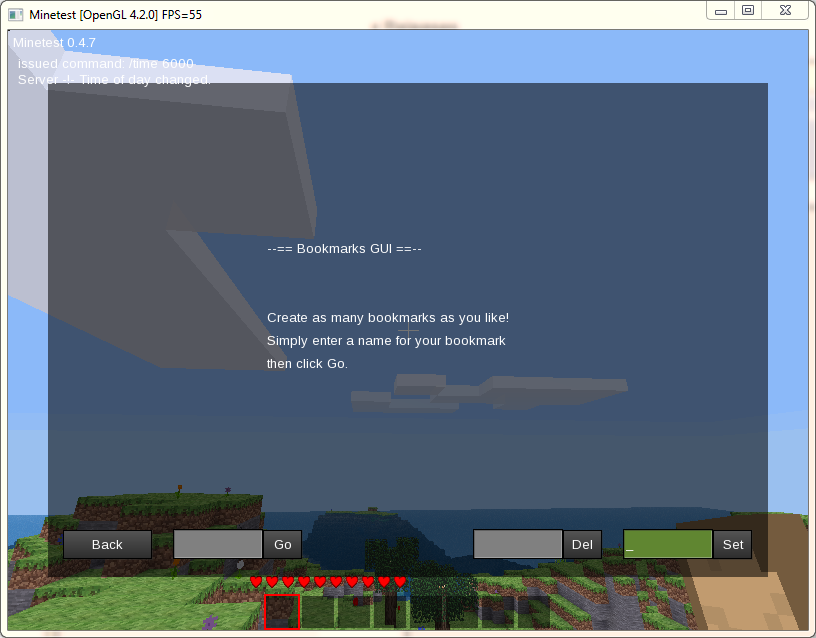 Minetest [OpenGL 4.2.0] FPS=55
Minetest 0.4.7
issued command: /time 6000
Server -!- Time of day changed.
--== Bookmarks GUI ==--
Create as many bookmarks as you like!
Simply enter a name for your bookmark
then click Go.
Back Go Del _ Set